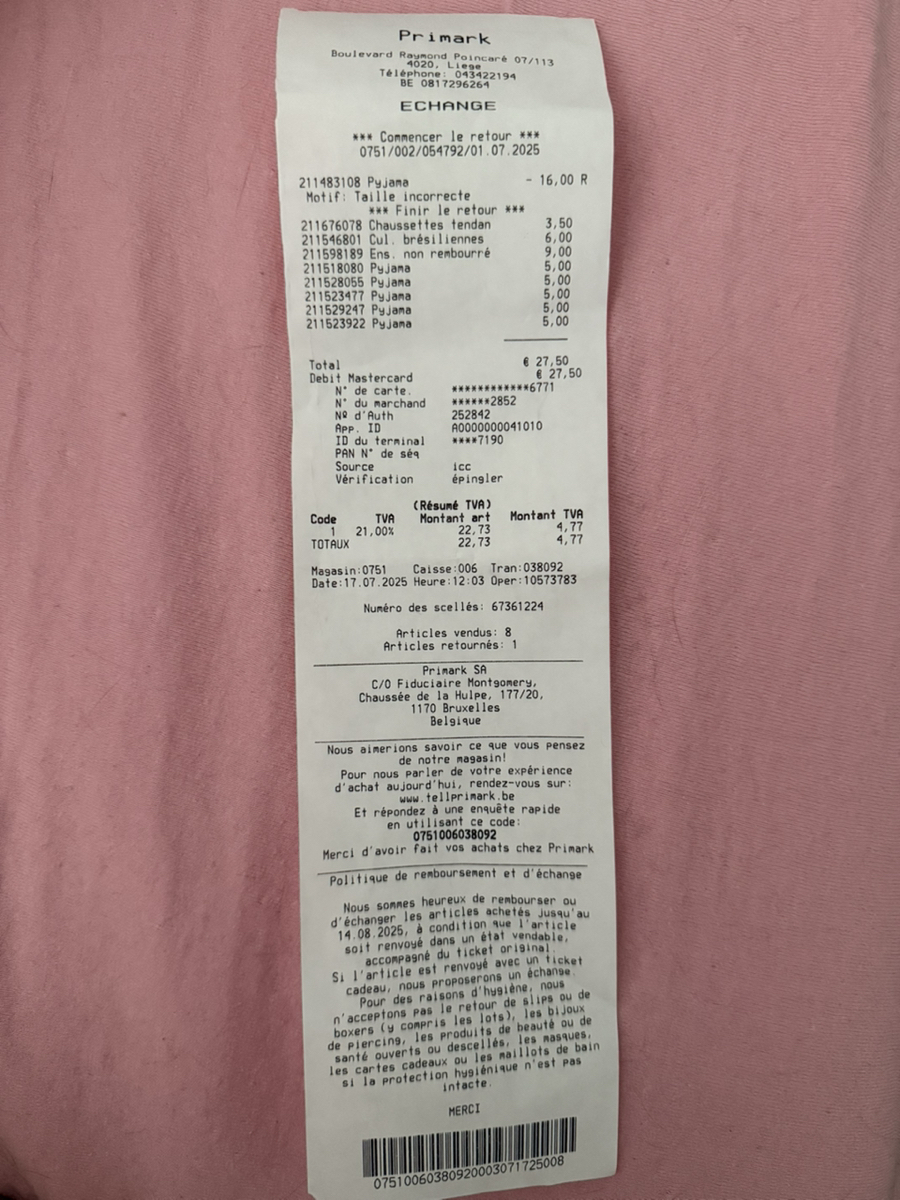 Primark
Boulevard Raymond Poincaré 07/113
4020, Liege
Téléphone: 043422194
BE 0817296264
ECHANGE
*** Commencer le retour ***
0751/002/054792/01.07.2025
211483108 Pyjama - 16,00 R
Motif: Taille incorrecte
*** Finir le retour ***
211676078 Chaussettes tendan 3,50
211546801 Cul. brésiliennes 6,00
211598189 Ens. non rembourré 9,00
211518080 Pyjama 5,00
211528055 Pyjama 5,00
211523477 Pyjama 5,00
211529247 Pyjama 5,00
211523922 Pyjama 5,00
Total € 27,50
Debit Mastercard € 27,50
N° de carte. ************6771
N° du marchand ******2852
Nº d'Auth 252842
App. ID A0000000041010
ID du terminal ****7190
PAN N° de séq
Source icc
Vérification épingler
(Résumé TVA)
Code TVA Montant art Montant TVA
1 21,00% 22,73 4,77
TOTAUX 22,73 4,77
Magasin:0751 Caisse:006 Tran:038092
Date:17.07.2025 Heure:12:03 Oper:10573783
Numéro des scellés: 67361224
Articles vendus: 8
Articles retournés: 1
Primark SA
C/O Fiduciaire Montgomery,
Chaussée de la Hulpe, 177/20,
1170 Bruxelles
Belgique
Nous aimerions savoir ce que vous pensez
de notre magasin!
Pour nous parler de votre expérience
d'achat aujourd'hui, rendez-vous sur:
www.tellprimark.be
Et répondez à une enquête rapide
en utilisant ce code:
0751006038092
Merci d'avoir fait vos achats chez Primark
Politique de remboursement et d'échange
Nous sommes heureux de rembourser ou
d'échanger les articles achetés jusqu'au
14.08.2025, à condition que l'article
soit renvoyé dans un état vendable,
accompagné du ticket original.
Si l'article est renvoyé avec un ticket
cadeau, nous proposerons un échange.
Pour des raisons d'hygiène, nous
n'acceptons pas le retour de slips ou de
boxers (y compris les lots), les bijoux
de piercing, les produits de beauté ou de
santé ouverts ou descellés, les masques,
les cartes cadeaux ou les maillots de bain
si la protection hygiénique n'est pas
intacte.
MERCI
07510060380920003071725008